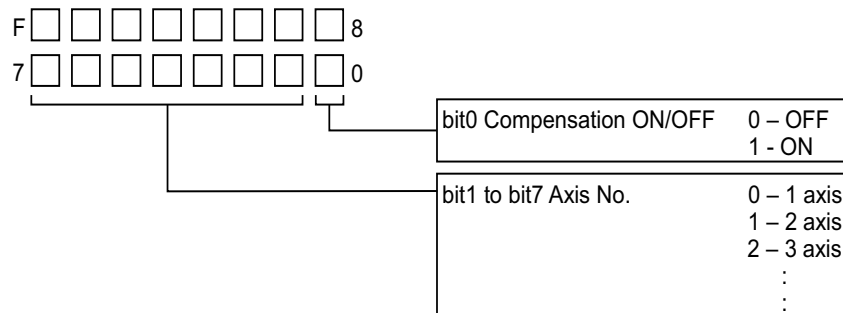 F 8
7 0
bit0 Compensation ON/OFF 0 – OFF
1 - ON
bit1 to bit7 Axis No. 0 – 1 axis
1 – 2 axis
2 – 3 axis
:
: